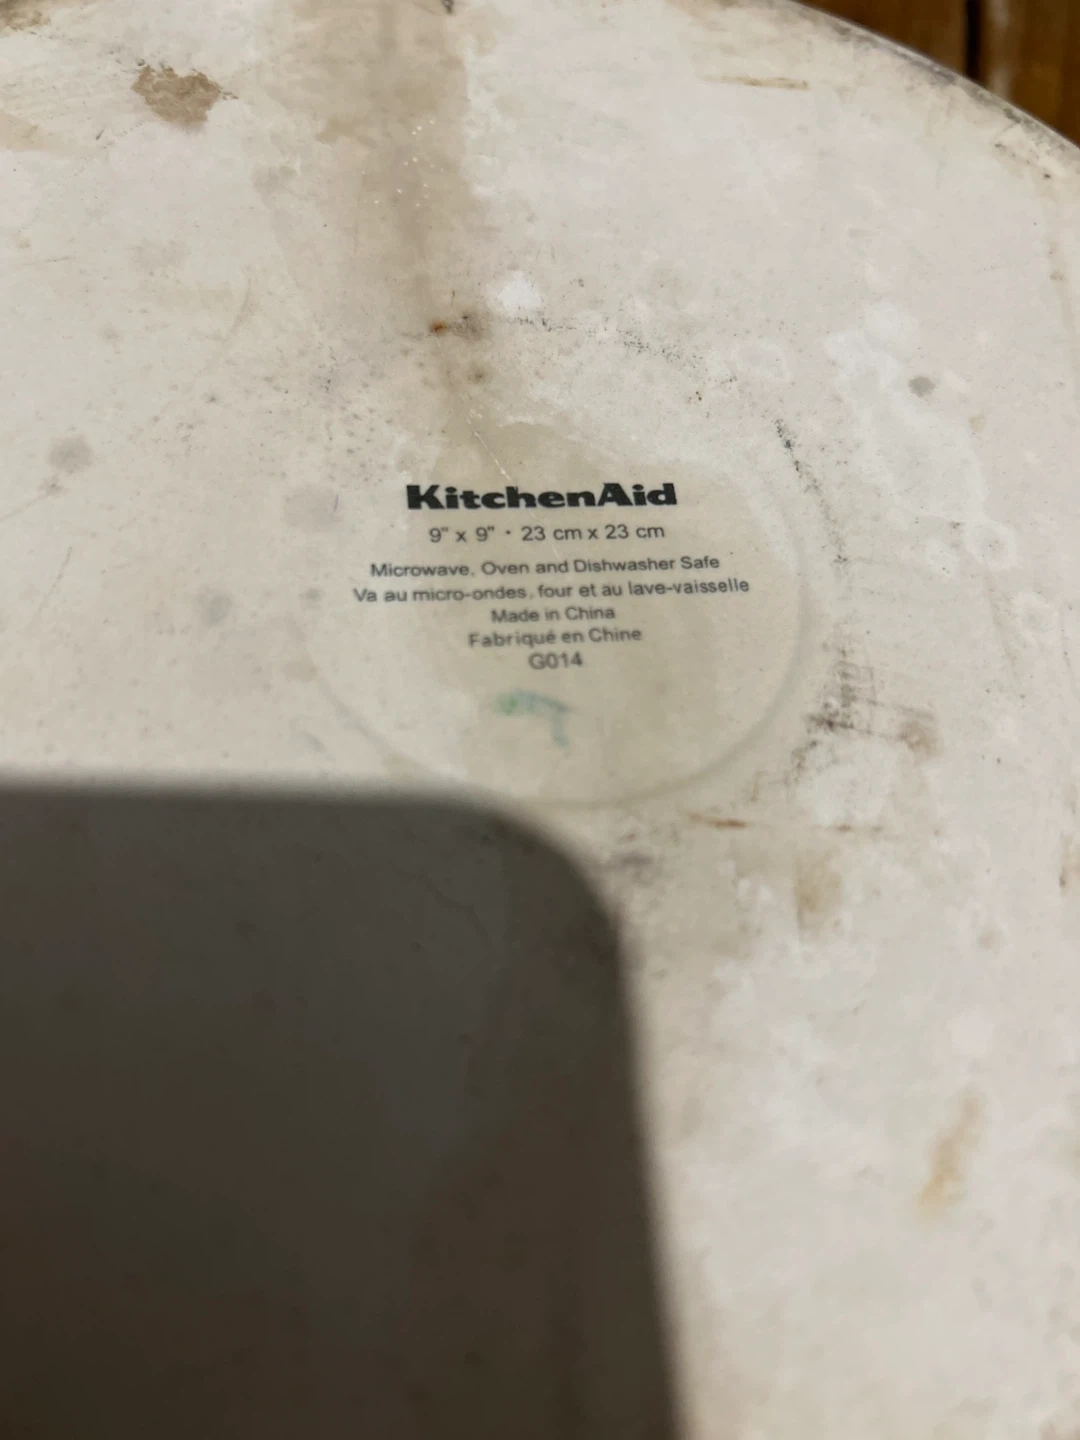 KitchenAid
9" x 9" · 23 cm x 23 cm
Microwave, Oven and Dishwasher Safe
Va au micro-ondes, four et au lave-vaisselle
Made in China
Fabriqué en Chine
G014